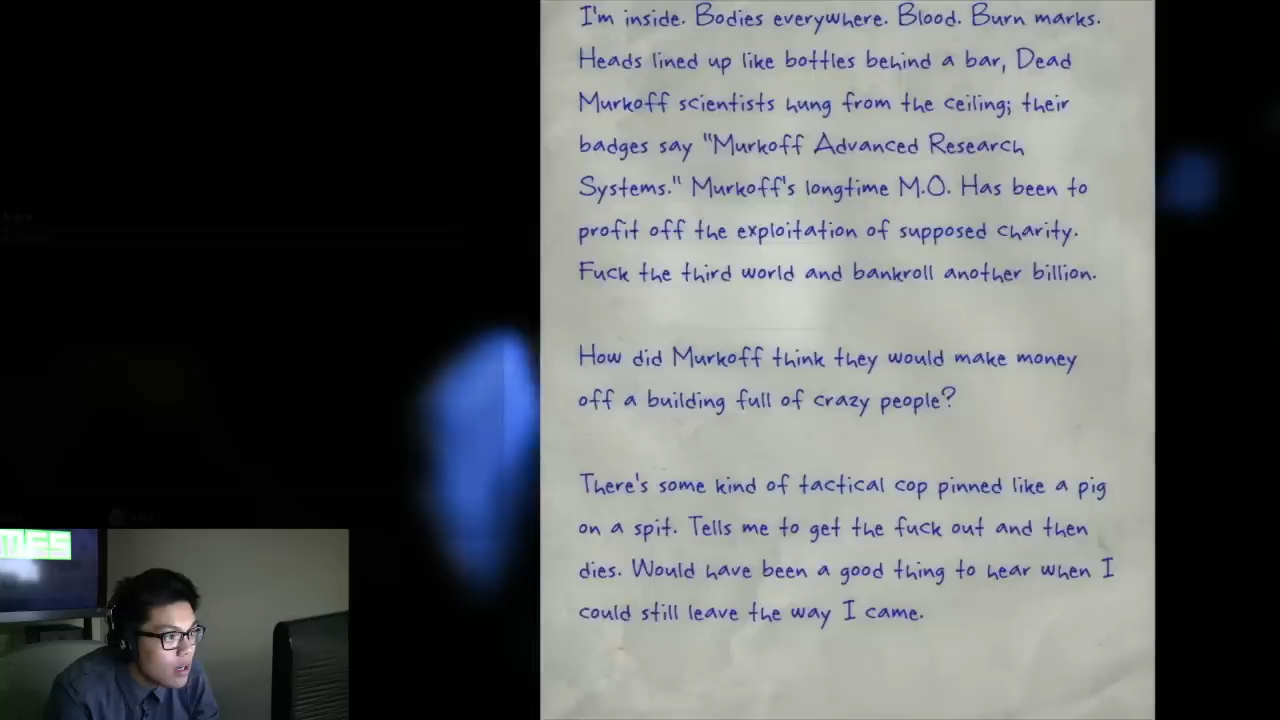 I'm inside. Bodies everywhere. Blood. Burn marks.
Heads lined up like bottles behind a bar, Dead
Murkoff scientists hung from the ceiling; their
badges say "Murkoff Advanced Research
Systems." Murkoff's longtime M.O. Has been to
profit off the exploitation of supposed charity.
Fuck the third world and bankroll another billion.
How did Murkoff think they would make money
off a building full of crazy people?
There's some kind of tactical cop pinned like a pig
on a spit. Tells me to get the fuck out and then
dies. Would have been a good thing to hear when I
could still leave the way I came.